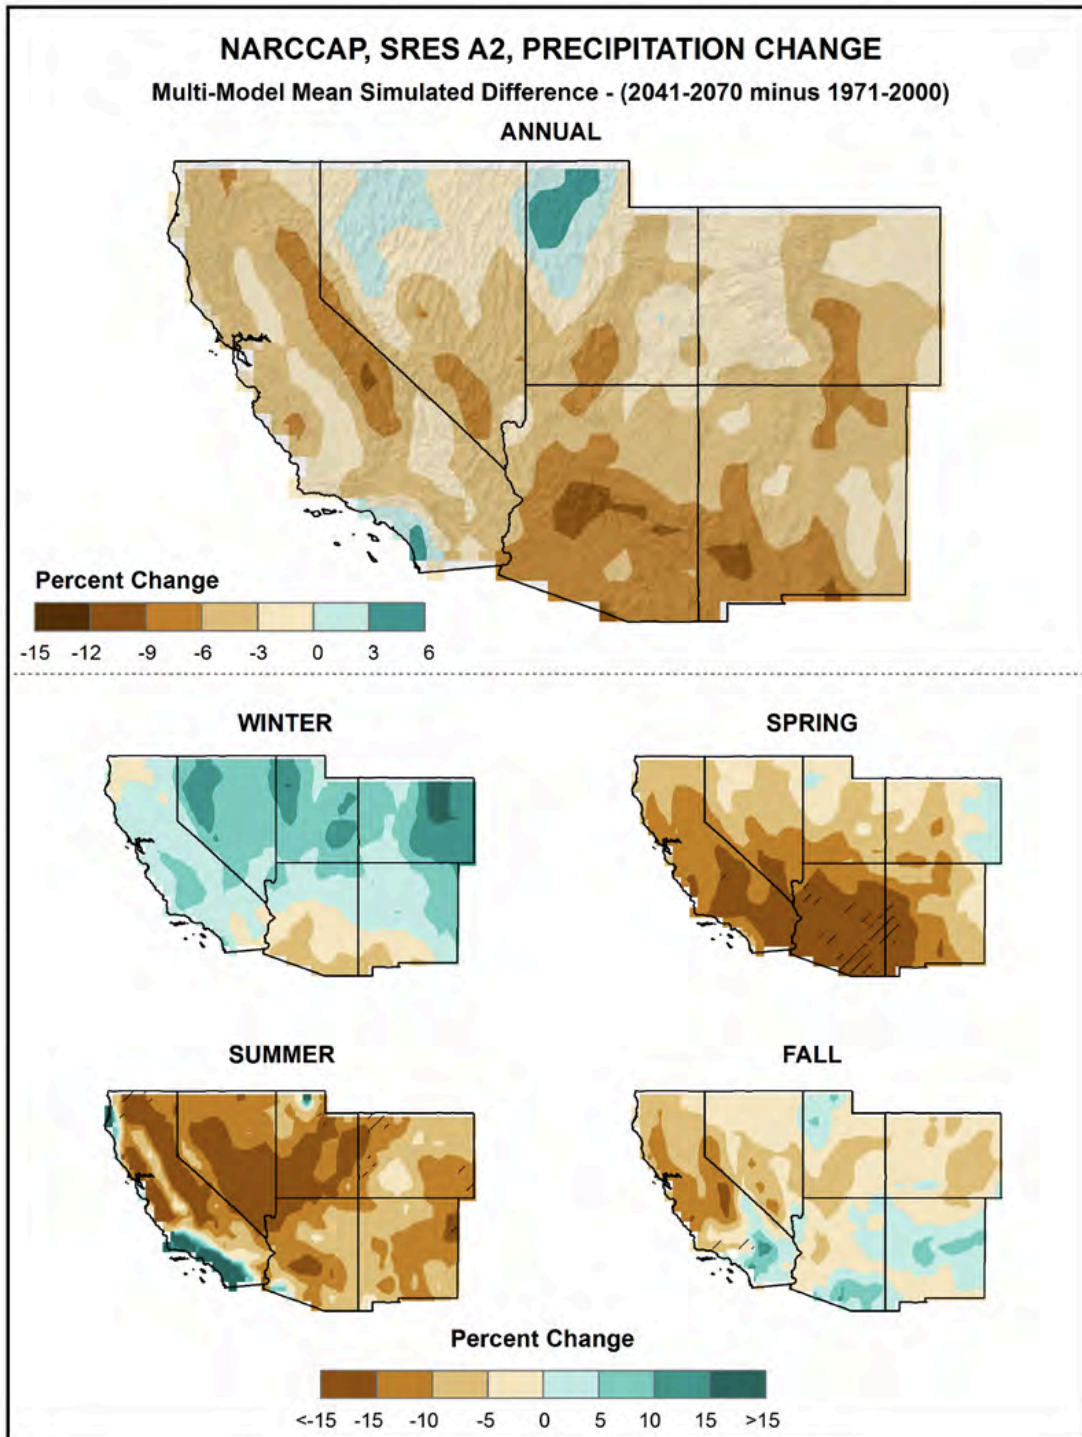 NARCCAP, SRES A2, PRECIPITATION CHANGE
Multi-Model Mean Simulated Difference - (2041-2070 minus 1971-2000)
ANNUAL
Percent Change
-15 -12 -9 -6 -3 0 3 6
WINTER
SPRING
SUMMER
FALL
Percent Change
<-15 -15 -10 -5 0 5 10 15 >15